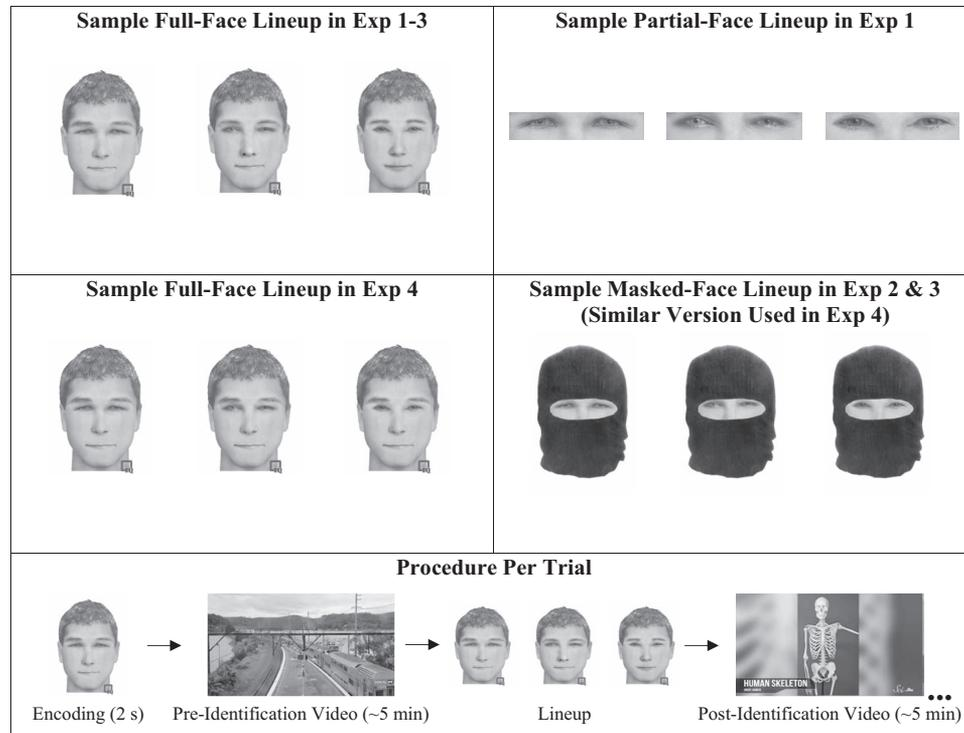 Sample Full-Face Lineup in Exp 1-3
Sample Partial-Face Lineup in Exp 1
Sample Full-Face Lineup in Exp 4
Sample Masked-Face Lineup in Exp 2 & 3
(Similar Version Used in Exp 4)
Procedure Per Trial
HUMAN SKELETON
Encoding (2 s)
Pre-Identification Video (~5 min)
Lineup
Post-Identification Video (~5 min)